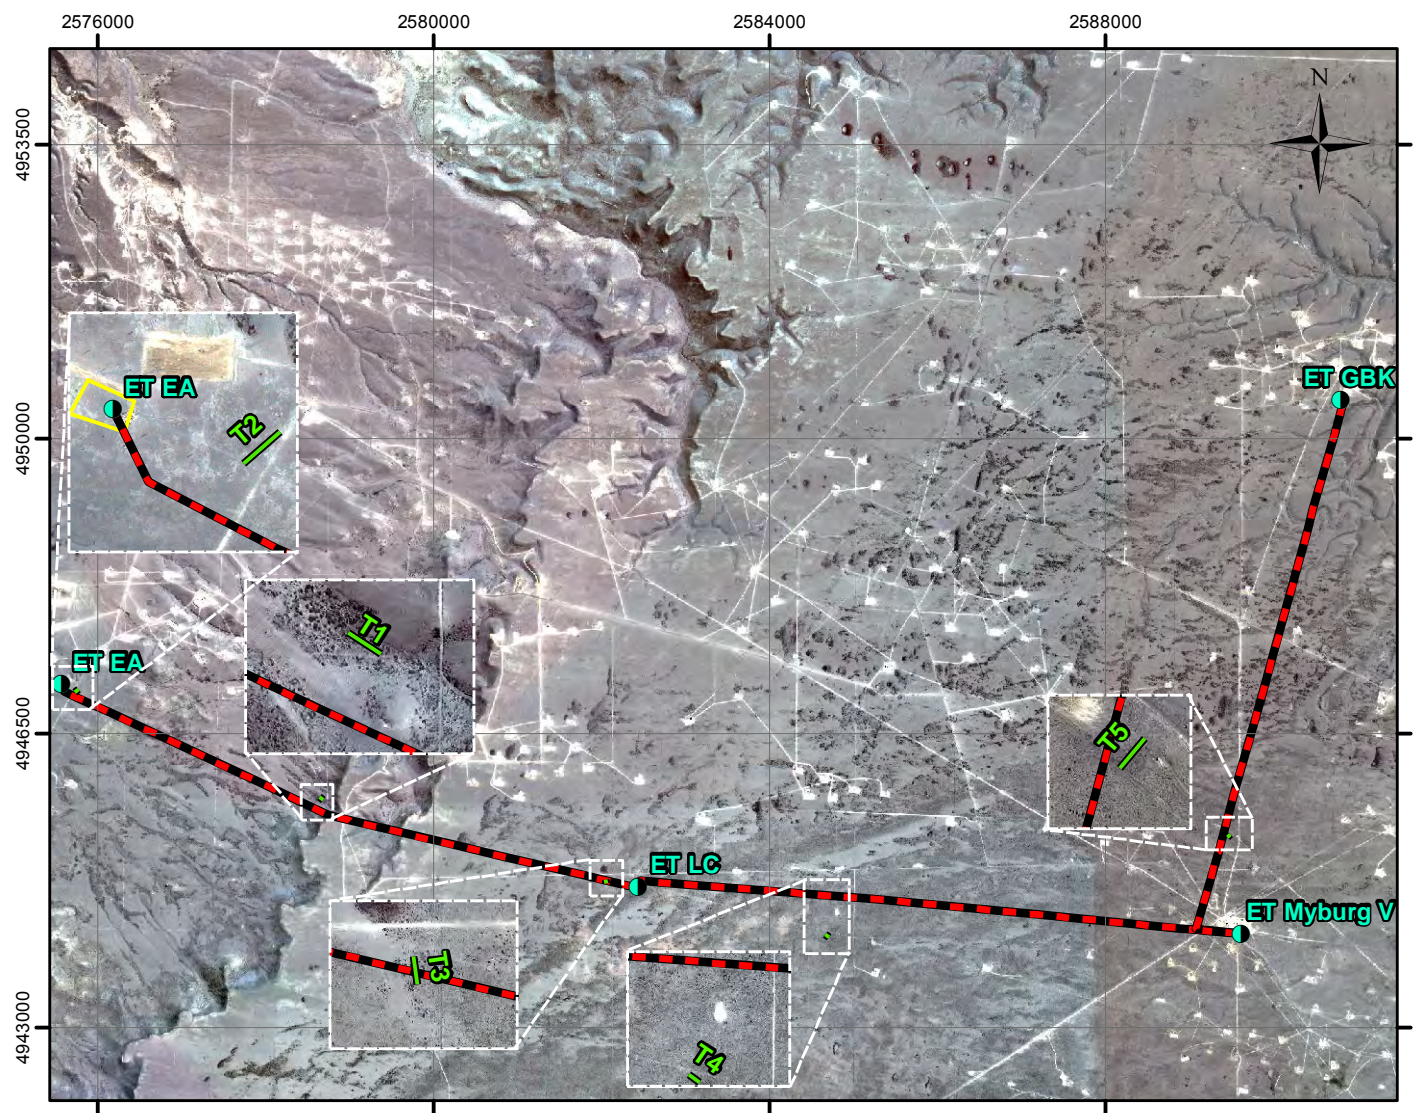 2576000 2580000 2584000 2588000
N
4953500
ET GBK
ET EA
T2
4950000
T1
ET EA
4946500
T5
ET LC
ET Myburg V
T3
T4
4943000